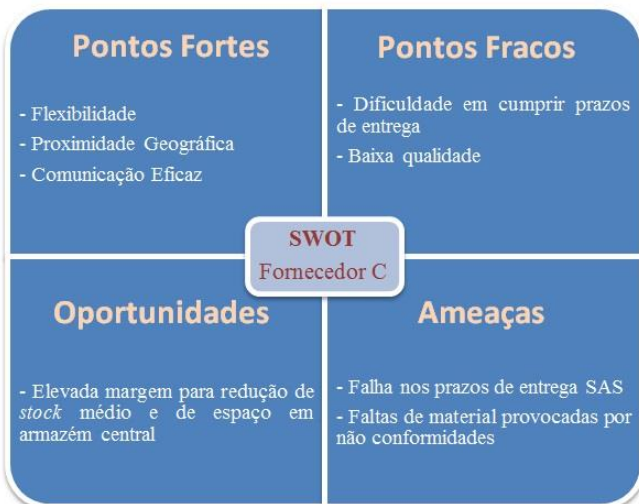 Pontos Fortes
- Flexibilidade
- Proximidade Geográfica
- Comunicação Eficaz
Pontos Fracos
- Dificuldade em cumprir prazos
de entrega
- Baixa qualidade
SWOT
Fornecedor C
Oportunidades
- Elevada margem para redução de
stock médio e de espaço em
armazém central
Ameaças
- Falha nos prazos de entrega SAS
- Faltas de material provocadas por
não conformidades